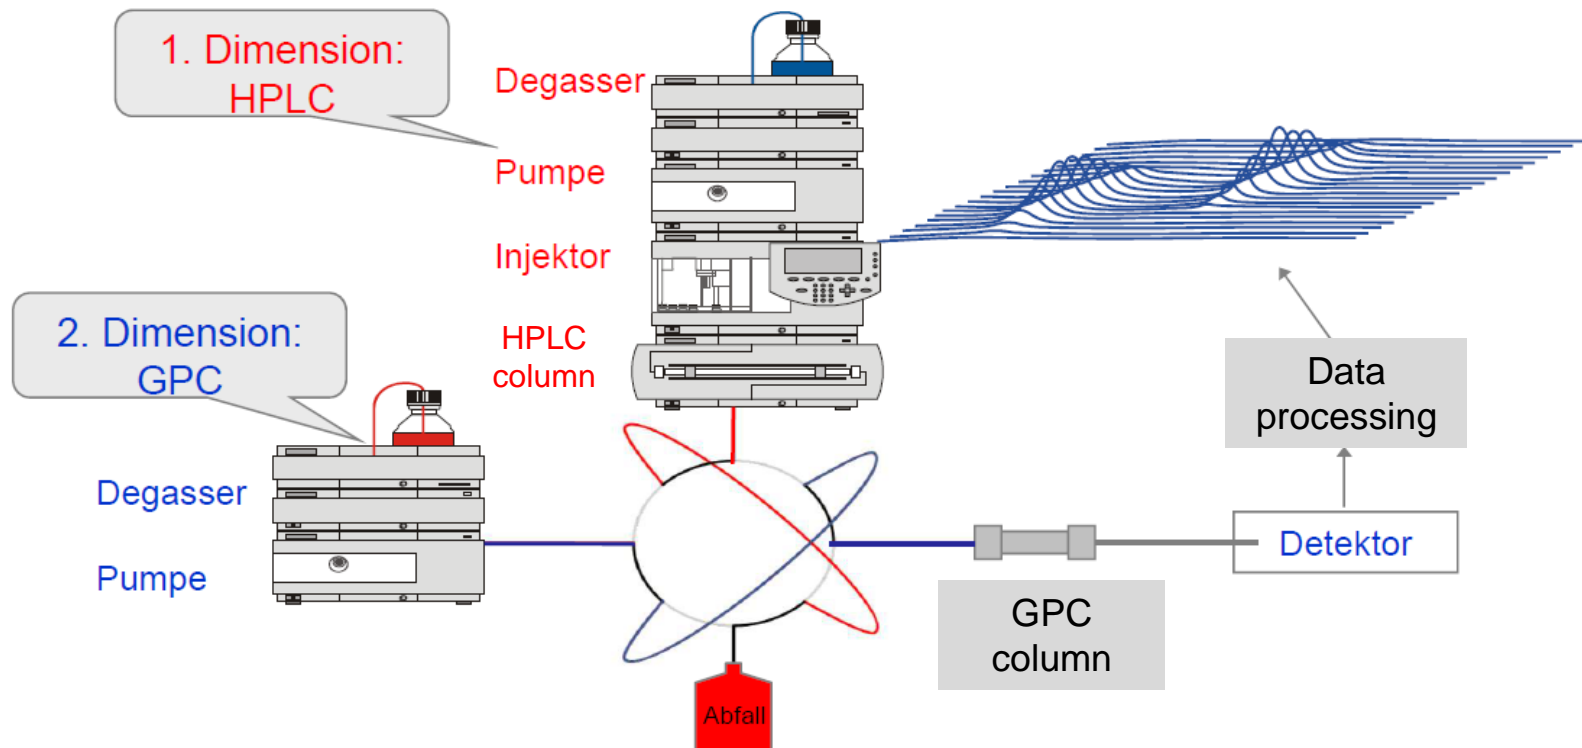 1. Dimension:
HPLC
Degasser
Pumpe
Injektor
HPLC
column
2. Dimension:
GPC
Degasser
Pumpe
Data
processing
Detektor
GPC
column
Abfall